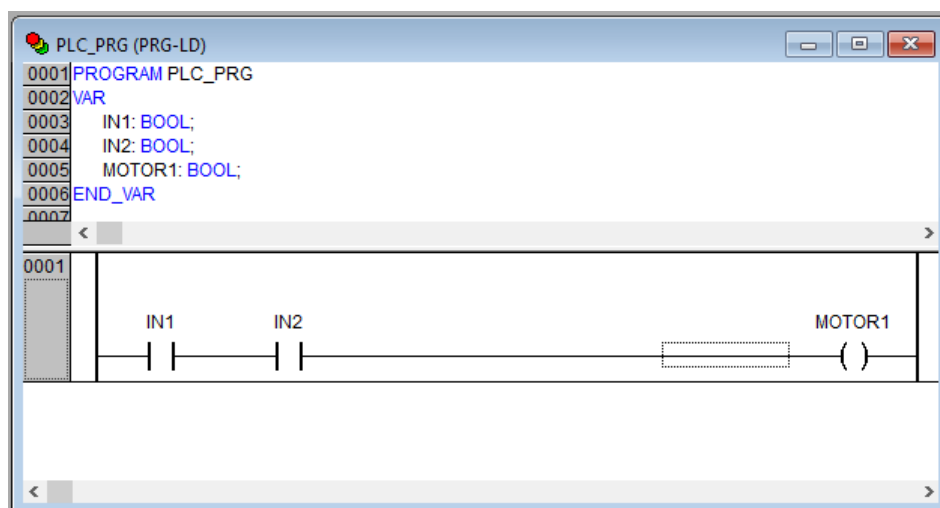 PLC_PRG (PRG-LD)
0001 PROGRAM PLC_PRG
0002 VAR
0003 IN1: BOOL;
0004 IN2: BOOL;
0005 MOTOR1: BOOL;
0006 END_VAR
0007
0001
IN1 IN2 MOTOR1